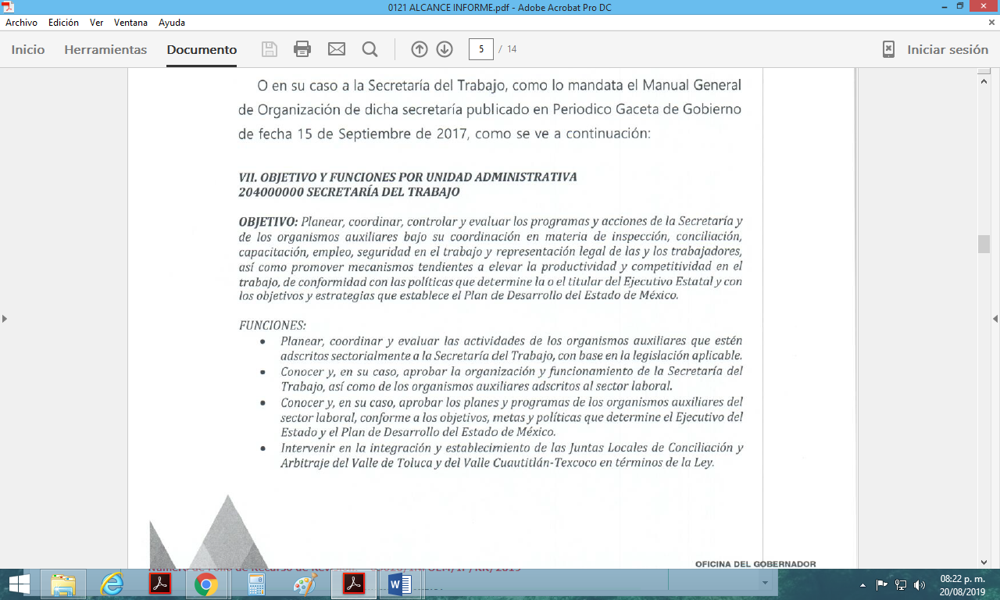 0121 ALCANCE INFORME.pdf - Adobe Acrobat Pro DC
Archivo Edición Ver Ventana Ayuda
Inicio Herramientas Documento 5 / 14 Iniciar sesión
O en su caso a la Secretaría del Trabajo, como lo mandata el Manual General
de Organización de dicha secretaría publicado en Periodico Gaceta de Gobierno
de fecha 15 de Septiembre de 2017, como se ve a continuación:
VII. OBJETIVO Y FUNCIONES POR UNIDAD ADMINISTRATIVA
204000000 SECRETARÍA DEL TRABAJO
OBJETIVO: Planear, coordinar, controlar y evaluar los programas y acciones de la Secretaría y
de los organismos auxiliares bajo su coordinación en materia de inspección, conciliación,
capacitación, empleo, seguridad en el trabajo y representación legal de las y los trabajadores,
así como promover mecanismos tendientes a elevar la productividad y competitividad en el
trabajo, de conformidad con las políticas que determine la o el titular del Ejecutivo Estatal y con
los objetivos y estrategias que establece el Plan de Desarrollo del Estado de México.
FUNCIONES:
• Planear, coordinar y evaluar las actividades de los organismos auxiliares que estén
adscritos sectorialmente a la Secretaría del Trabajo, con base en la legislación aplicable.
• Conocer y, en su caso, aprobar la organización y funcionamiento de la Secretaría del
Trabajo, así como de los organismos auxiliares adscritos al sector laboral.
• Conocer y, en su caso, aprobar los planes y programas de los organismos auxiliares del
sector laboral, conforme a los objetivos, metas y políticas que determine el Ejecutivo del
Estado y el Plan de Desarrollo del Estado de México.
• Intervenir en la integración y establecimiento de las Juntas Locales de Conciliación y
Arbitraje del Valle de Toluca y del Valle Cuautitlán-Texcoco en términos de la Ley.
OFICINA DEL GOBERNADOR
08:22 p. m.
20/08/2019